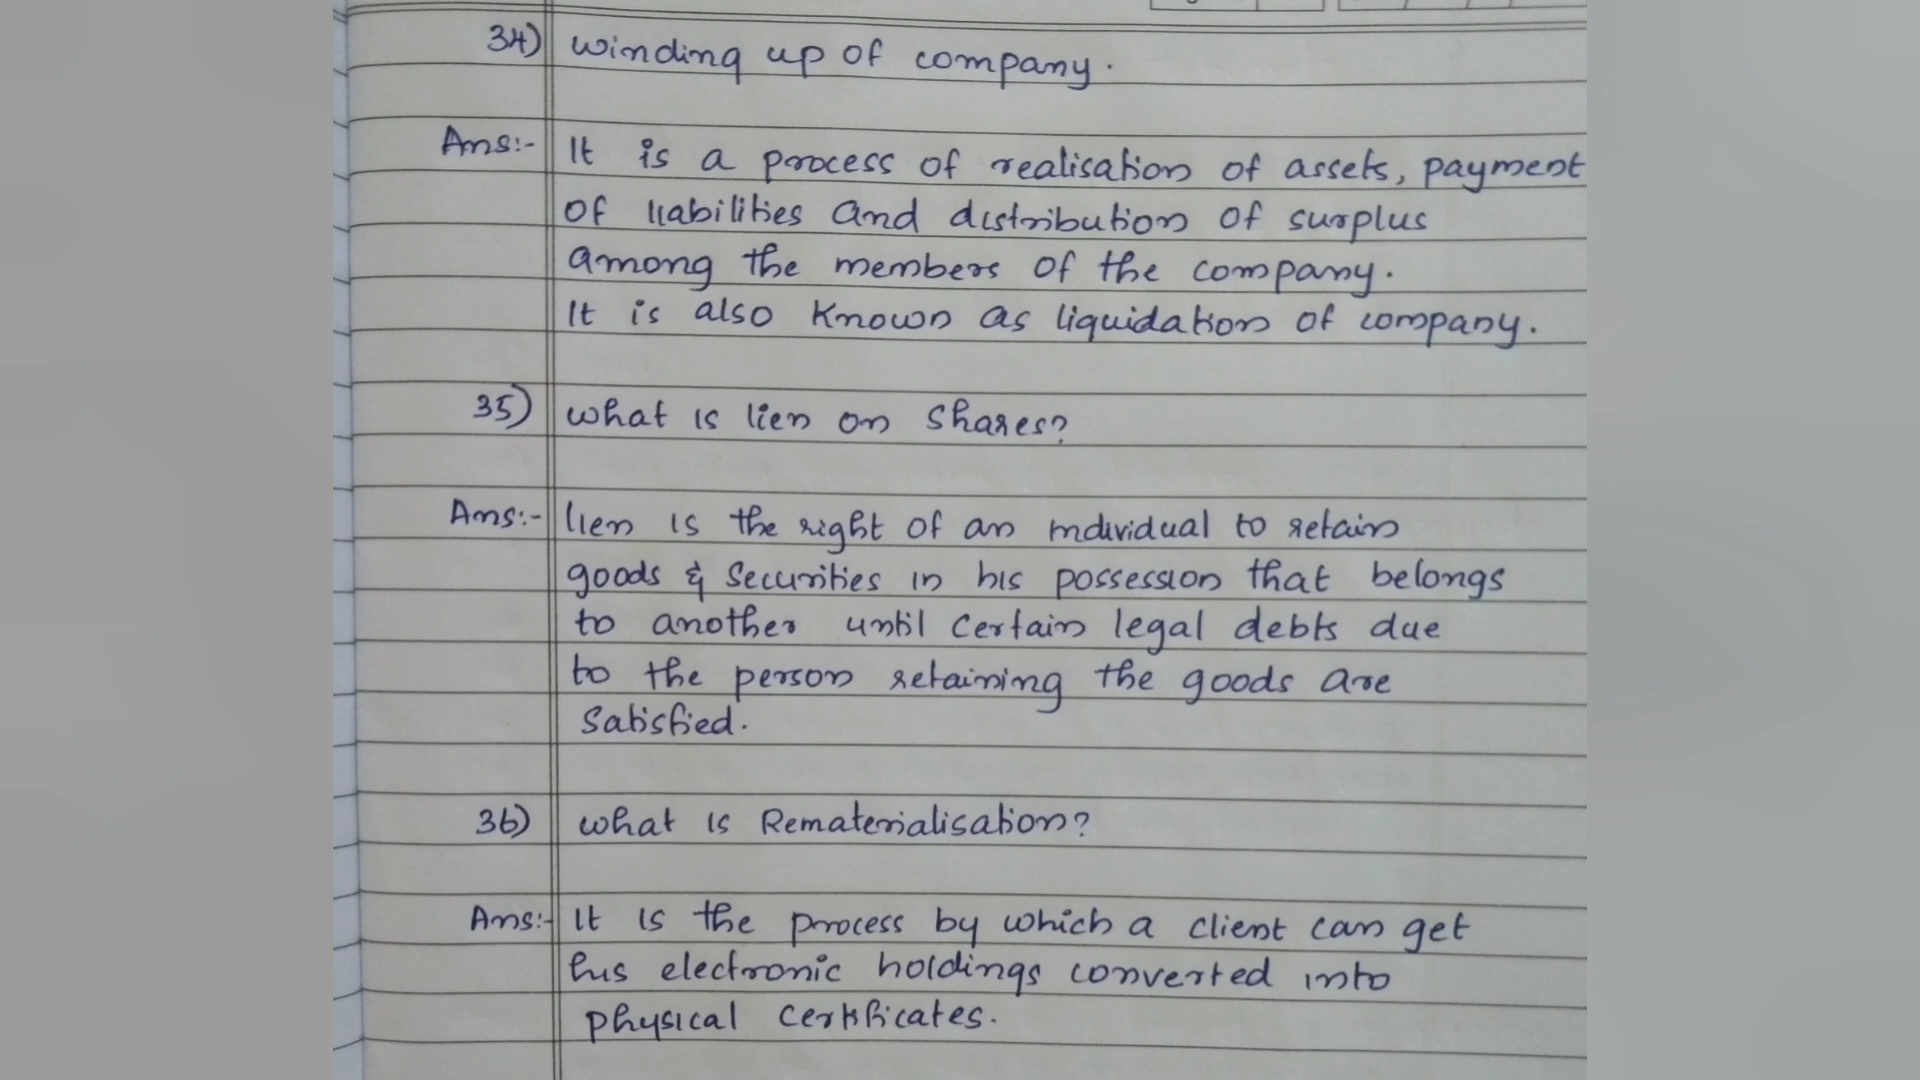 34) winding up of company.
Ans:- It is a process of realisation of assets, payment
of liabilities and distribution of surplus
among the members of the company.
It is also known as liquidation of company.
35) what is lien on shares?
Ans:- lien is the right of an individual to retain
goods & securities in his possession that belongs
to another until certain legal debts due
to the person retaining the goods are
satisfied.
36) what is Rematerialisation?
Ans:- It is the process by which a client can get
his electronic holdings converted into
physical certificates.